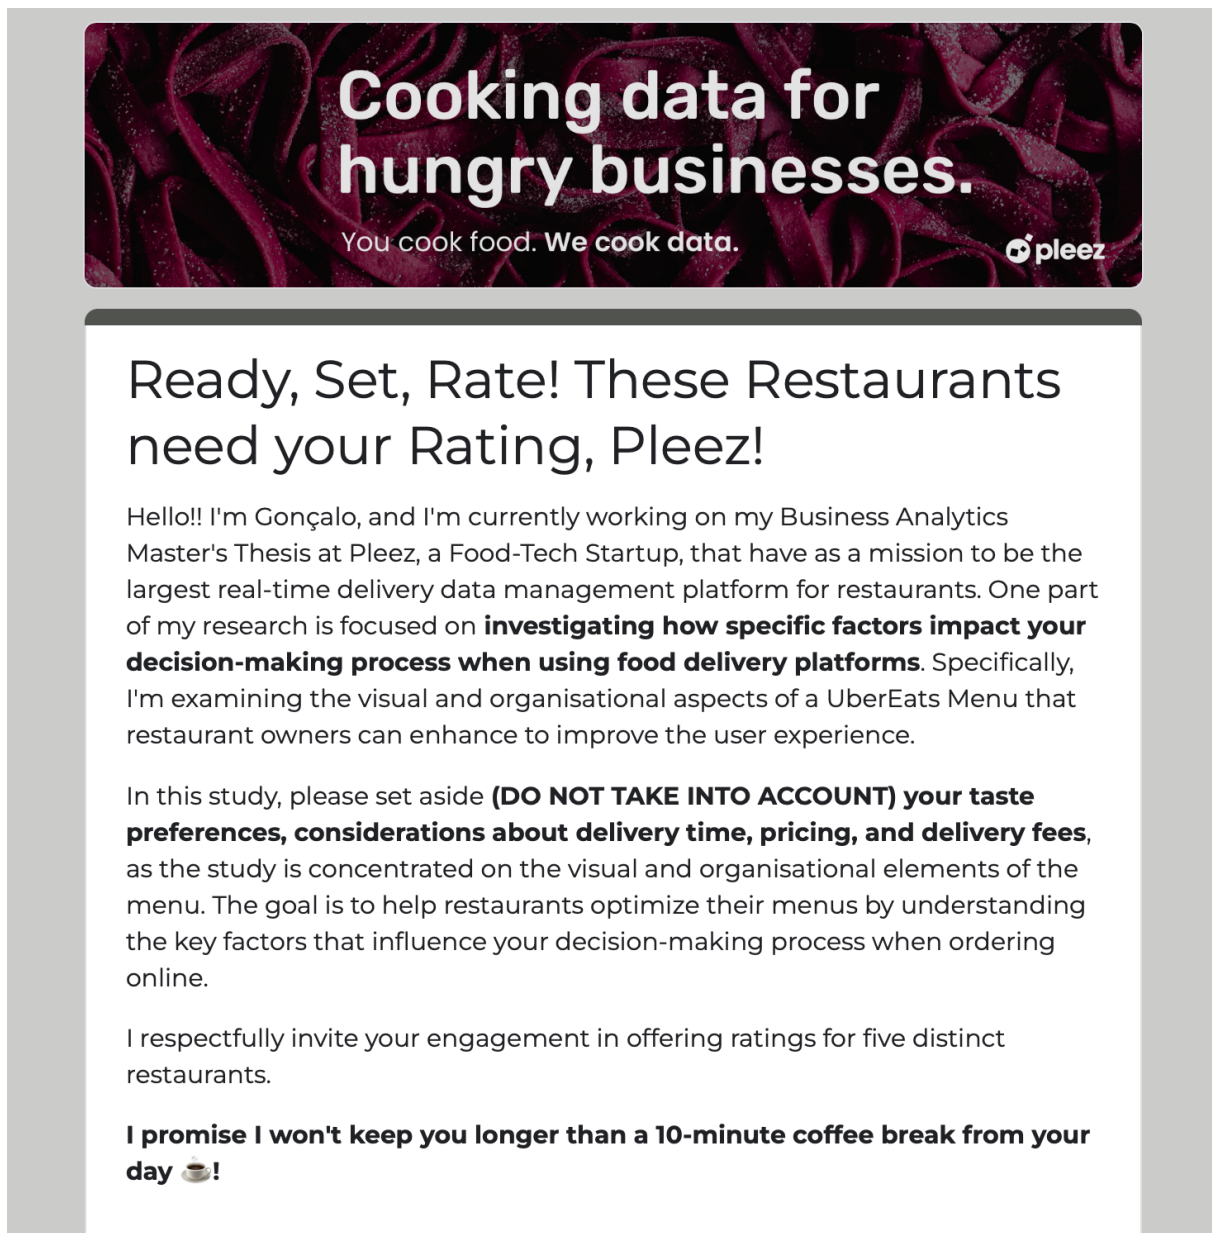 Cooking data for
hungry businesses.
You cook food. We cook data.
pleez
Ready, Set, Rate! These Restaurants
need your Rating, Pleez!
Hello!! I'm Gonçalo, and I'm currently working on my Business Analytics
Master's Thesis at Pleez, a Food-Tech Startup, that have as a mission to be the
largest real-time delivery data management platform for restaurants. One part
of my research is focused on investigating how specific factors impact your
decision-making process when using food delivery platforms. Specifically,
I'm examining the visual and organisational aspects of a UberEats Menu that
restaurant owners can enhance to improve the user experience.
In this study, please set aside (DO NOT TAKE INTO ACCOUNT) your taste
preferences, considerations about delivery time, pricing, and delivery fees,
as the study is concentrated on the visual and organisational elements of the
menu. The goal is to help restaurants optimize their menus by understanding
the key factors that influence your decision-making process when ordering
online.
I respectfully invite your engagement in offering ratings for five distinct
restaurants.
I promise I won't keep you longer than a 10-minute coffee break from your
day ☕!